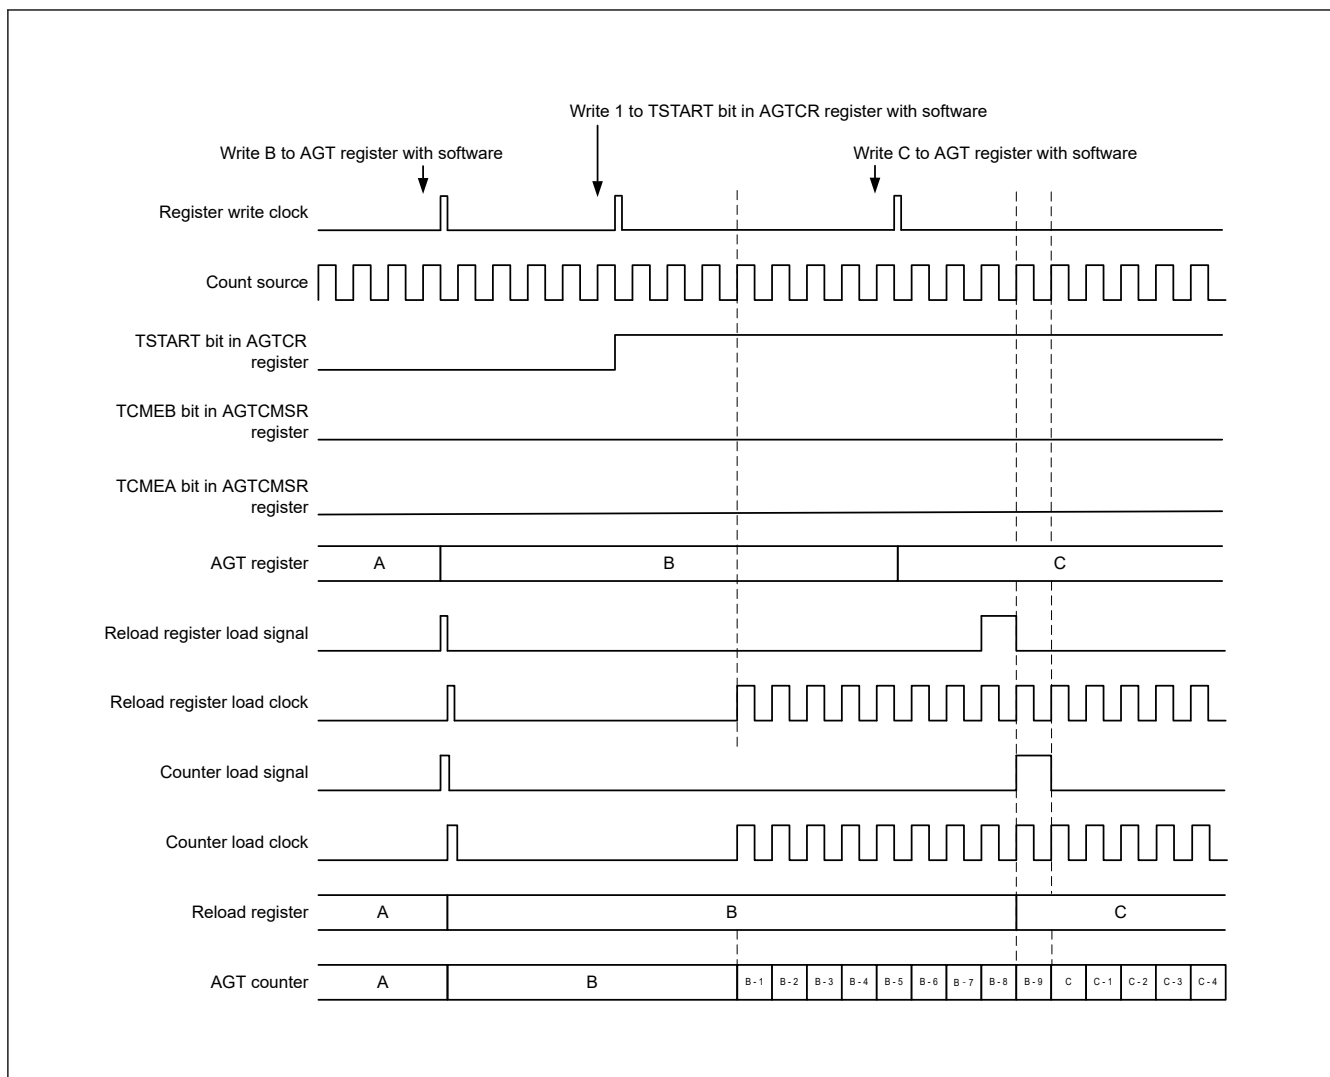 Write 1 to TSTART bit in AGTCR register with software
Write B to AGT register with software
Write C to AGT register with software
Register write clock
Count source
TSTART bit in AGTCR
register
TCMEB bit in AGTCMSR
register
TCMEA bit in AGTCMSR
register
AGT register
A
B
C
Reload register load signal
Reload register load clock
Counter load signal
Counter load clock
Reload register
A
B
C
AGT counter
A
B
B-1
B-2
B-3
B-4
B-5
B-6
B-7
B-8
B-9
C
C-1
C-2
C-3
C-4